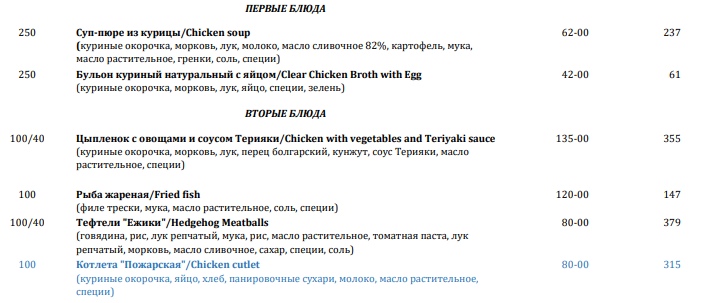 ПЕРВЫЕ БЛЮДА
250 Суп-пюре из курицы/Chicken soup 62-00 237
(куриные окорочка, морковь, лук, молоко, масло сливочное 82%, картофель, мука,
масло растительное, гренки, соль, специи)
250 Бульон куриный натуральный с яйцом/Clear Chicken Broth with Egg 42-00 61
(куриные окорочка, морковь, лук, яйцо, специи, зелень)
ВТОРЫЕ БЛЮДА
100/40 Цыпленок с овощами и соусом Терияки/Chicken with vegetables and Teriyaki sauce 135-00 355
(куриные окорочка, морковь, лук, перец болгарский, кунжут, соус Терияки, масло
растительное, специи)
100 Рыба жареная/Fried fish 120-00 147
(филе трески, мука, масло растительное, соль, специи)
100/40 Тефтели "Ежики"/Hedgehog Meatballs 80-00 379
(говядина, рис, лук репчатый, мука, рис, масло растительное, томатная паста, лук
репчатый, морковь, масло сливочное, сахар, специи, соль)
100 Котлета "Пожарская"/Chicken cutlet 80-00 315
(куриные окорочка, яйцо, хлеб, панировочные сухари, молоко, масло растительное,
специи)